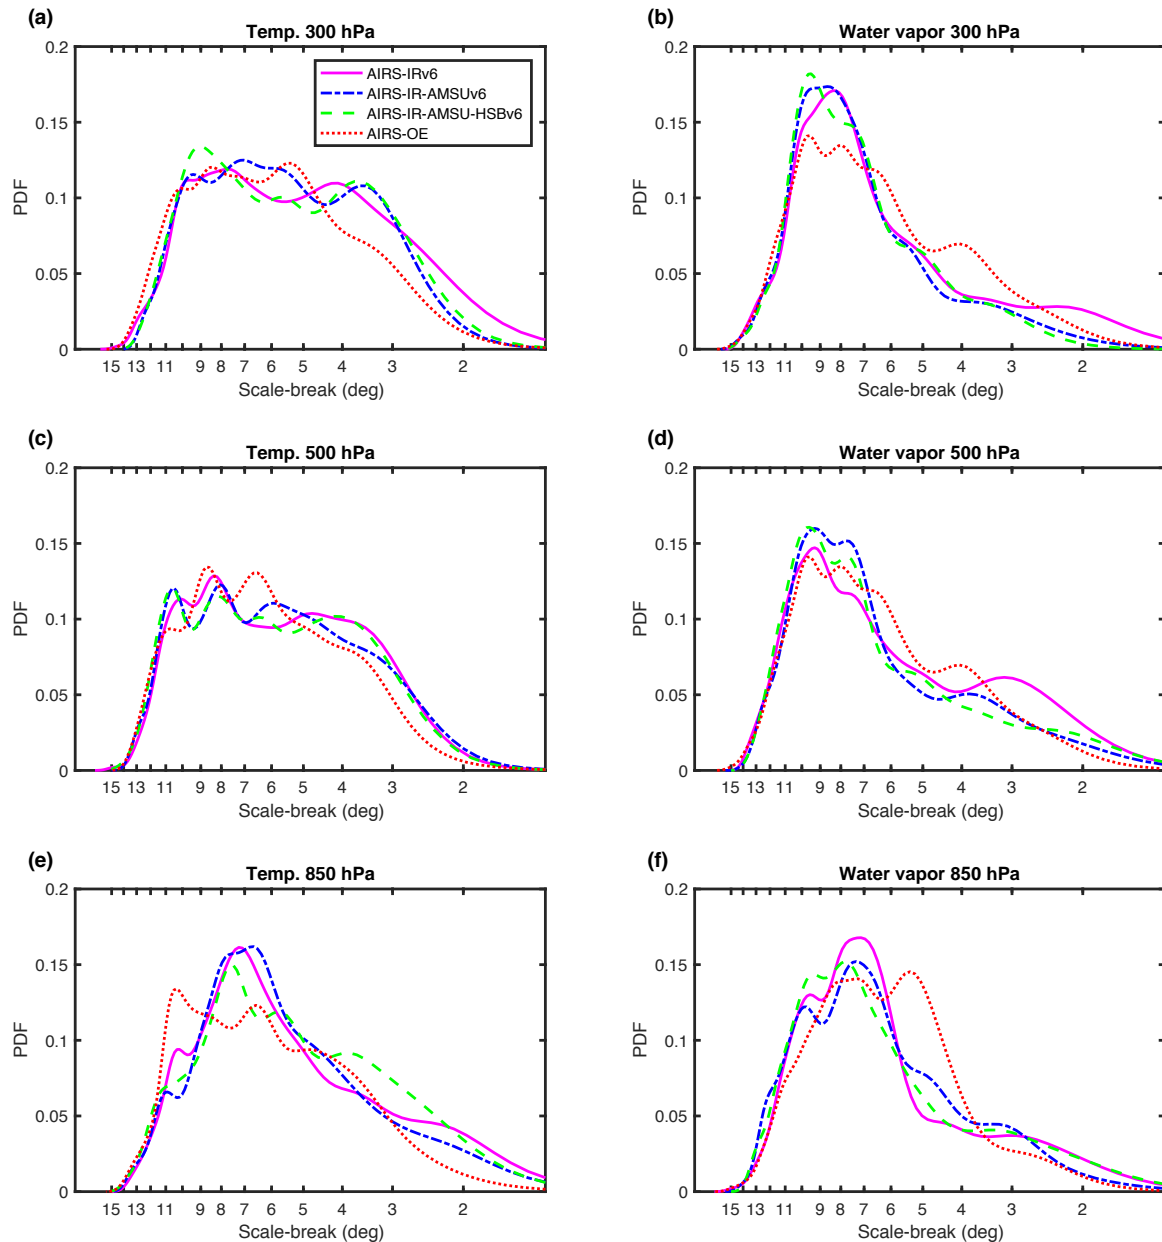 (a)
Temp. 300 hPa
0.2
0.15
0.1
0.05
0
PDF
AIRS-IRv6
AIRS-IR-AMSUv6
AIRS-IR-AMSU-HSBv6
AIRS-OE
15 13 11 9 8 7 6 5 4 3 2
Scale-break (deg)
(b)
Water vapor 300 hPa
0.2
0.15
0.1
0.05
0
PDF
15 13 11 9 8 7 6 5 4 3 2
Scale-break (deg)
(c)
Temp. 500 hPa
0.2
0.15
0.1
0.05
0
PDF
15 13 11 9 8 7 6 5 4 3 2
Scale-break (deg)
(d)
Water vapor 500 hPa
0.2
0.15
0.1
0.05
0
PDF
15 13 11 9 8 7 6 5 4 3 2
Scale-break (deg)
(e)
Temp. 850 hPa
0.2
0.15
0.1
0.05
0
PDF
15 13 11 9 8 7 6 5 4 3 2
Scale-break (deg)
(f)
Water vapor 850 hPa
0.2
0.15
0.1
0.05
0
PDF
15 13 11 9 8 7 6 5 4 3 2
Scale-break (deg)